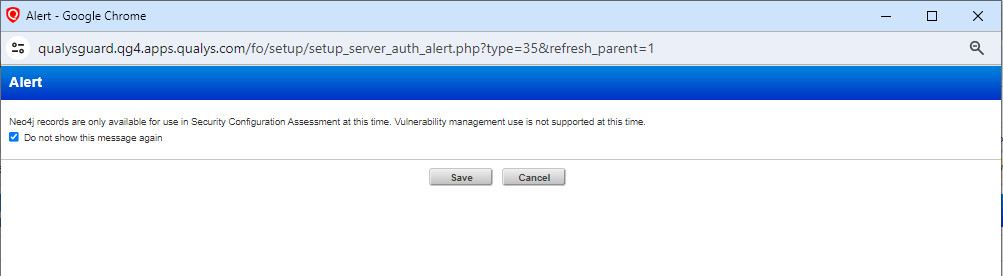 Alert - Google Chrome
qualysguard.qg4.apps.qualys.com/fo/setup/setup_server_auth_alert.php?type=35&refresh_parent=1
Alert
Neo4j records are only available for use in Security Configuration Assessment at this time. Vulnerability management use is not supported at this time.
Do not show this message again
Save Cancel